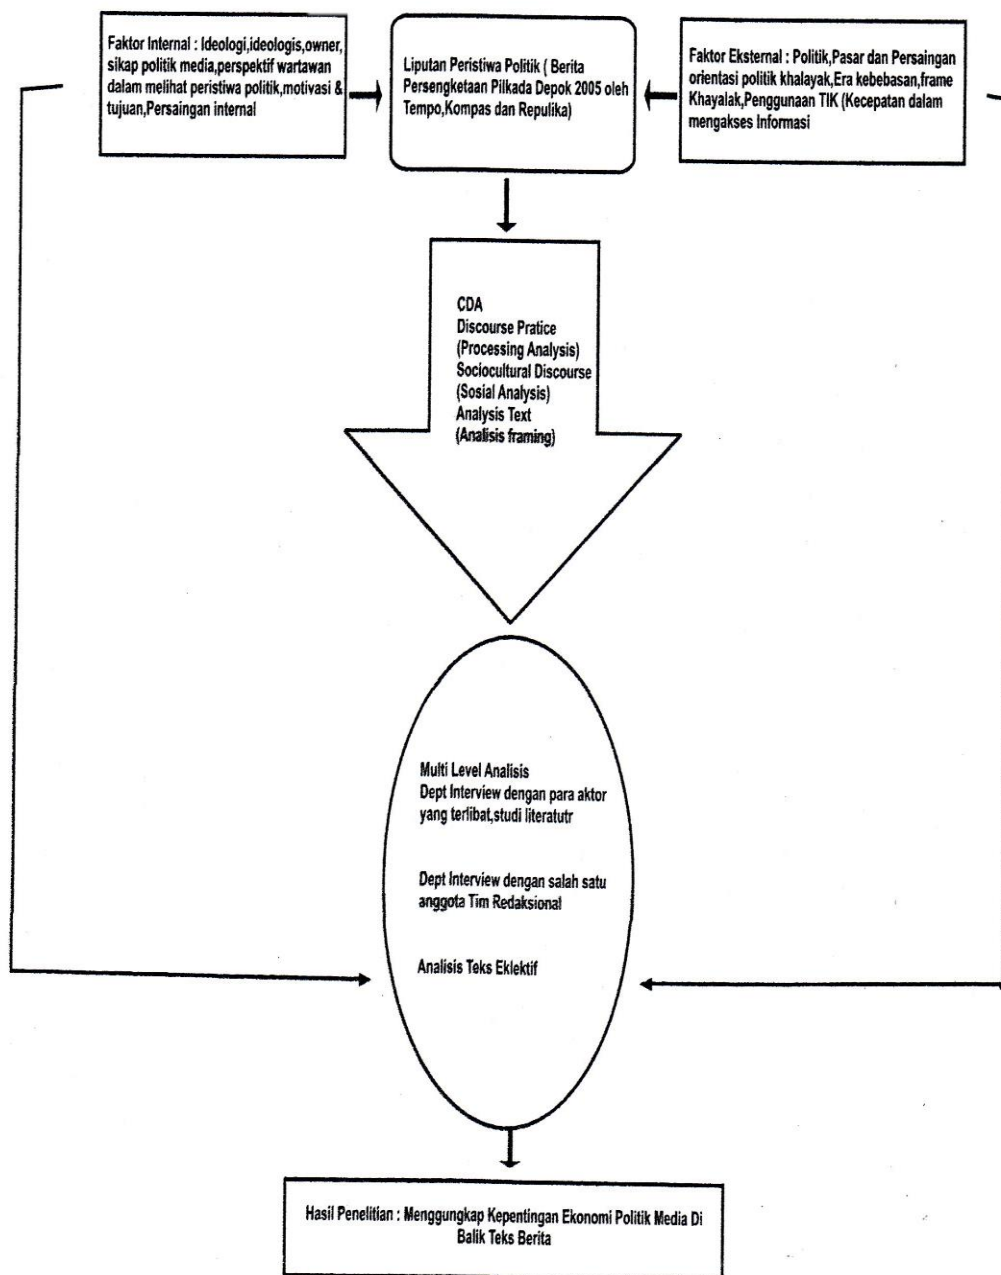 Faktor Internal : Ideologi,ideologis,owner,
sikap politik media,perspektif wartawan
dalam melihat peristiwa politik,motivasi &
tujuan,Persaingan internal
Liputan Peristiwa Politik ( Berita
Persengketaan Pilkada Depok 2005 oleh
Tempo,Kompas dan Republika)
Faktor Eksternal : Politik,Pasar dan Persaingan
orientasi politik khalayak,Era kebebasan,frame
Khayalak,Penggunaan TIK (Kecepatan dalam
mengakses Informasi
CDA
Discourse Pratice
(Processing Analysis)
Sociocultural Discourse
(Sosial Analysis)
Analysis Text
(Analisis framing)
Multi Level Analisis
Dept Interview dengan para aktor
yang terlibat,studi literatutr
Dept Interview dengan salah satu
anggota Tim Redaksional
Analisis Teks Eklektif
Hasil Penelitian : Menggungkap Kepentingan Ekonomi Politik Media Di
Balik Teks Berita